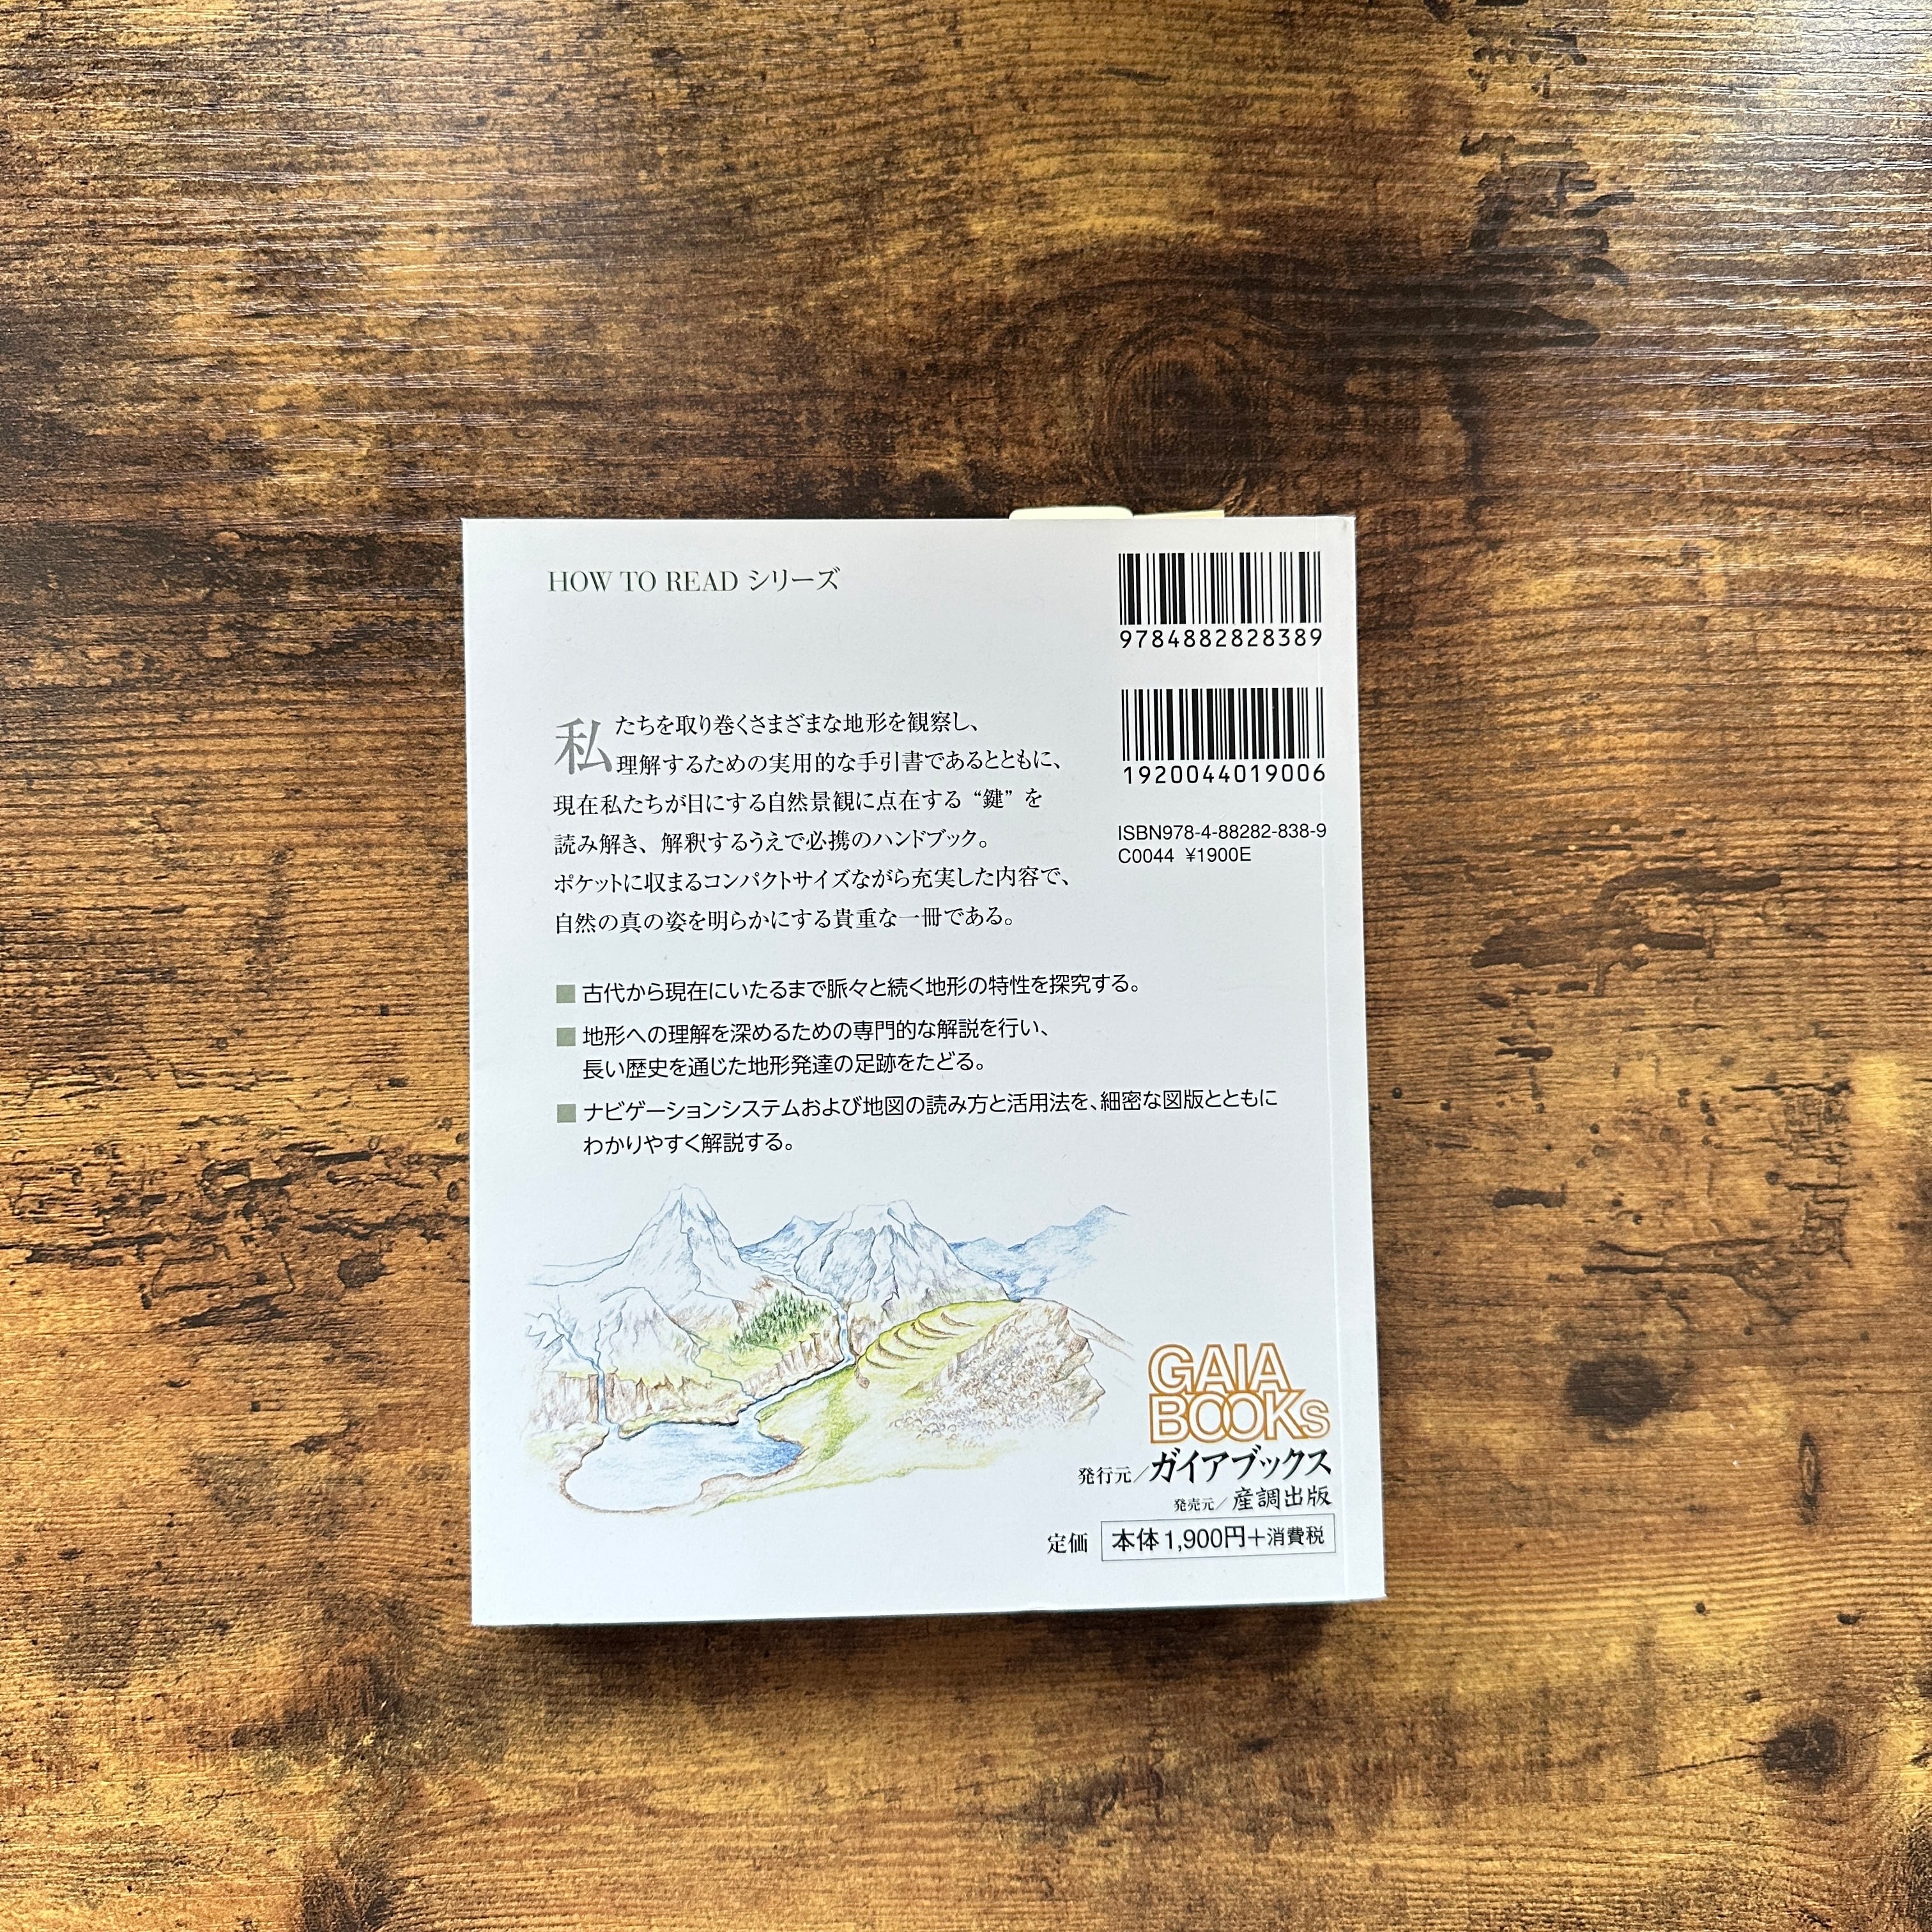 HOW TO READ シリーズ
9784882828389
1920044019006
ISBN978-4-88282-838-9
C0044 ¥1900E
私たちを取り巻くさまざまな地形を観察し、
理解するための実用的な手引書であるとともに、
現在私たちが目にする自然景観に点在する “鍵” を
読み解き、解釈するうえで必携のハンドブック。
ポケットに収まるコンパクトサイズながら充実した内容で、
自然の真の姿を明らかにする貴重な一冊である。
■ 古代から現在にいたるまで脈々と続く地形の特性を探究する。
■ 地形への理解を深めるための専門的な解説を行い、
長い歴史を通じた地形発達の足跡をたどる。
■ ナビゲーションシステムおよび地図の読み方と活用法を、細密な図版とともに
わかりやすく解説する。
GAIA
BOOKs
発行元／ガイアブックス
発売元／産調出版
定価 本体1,900円+消費税